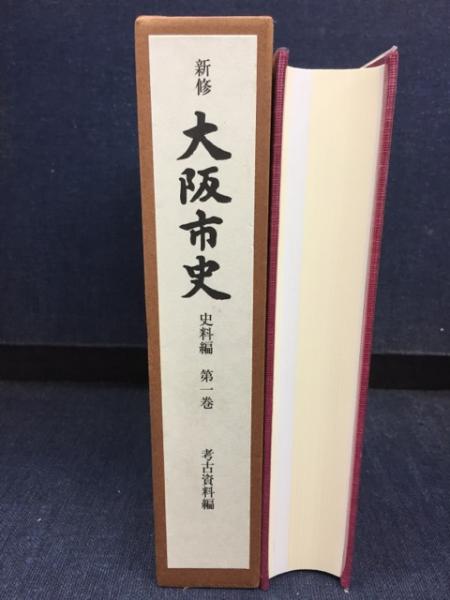 新修
大阪市史
史料編 第一巻
考古資料編